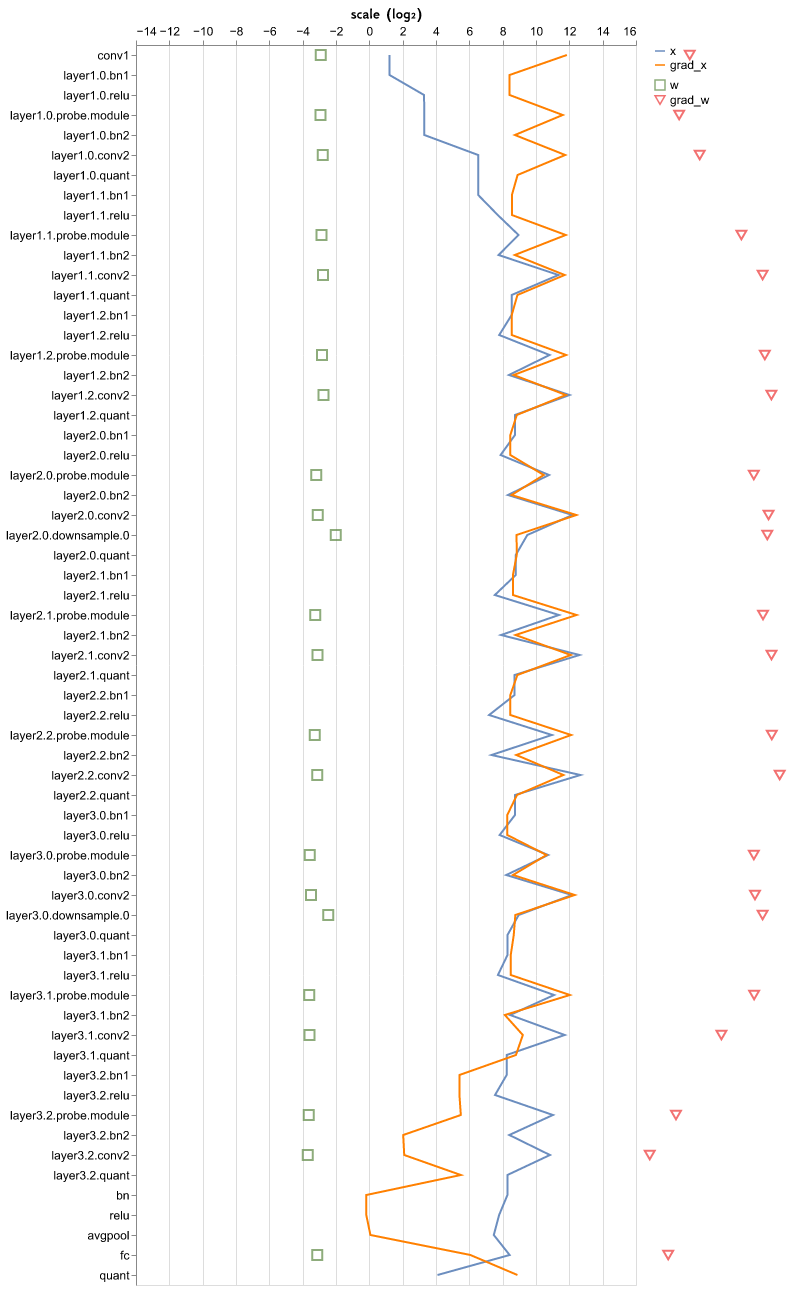 scale (log₂)
−14 −12 −10 −8 −6 −4 −2 0 2 4 6 8 10 12 14 16
x
grad_x
w
grad_w
conv1
layer1.0.bn1
layer1.0.relu
layer1.0.probe.module
layer1.0.bn2
layer1.0.conv2
layer1.0.quant
layer1.1.bn1
layer1.1.relu
layer1.1.probe.module
layer1.1.bn2
layer1.1.conv2
layer1.1.quant
layer1.2.bn1
layer1.2.relu
layer1.2.probe.module
layer1.2.bn2
layer1.2.conv2
layer1.2.quant
layer2.0.bn1
layer2.0.relu
layer2.0.probe.module
layer2.0.bn2
layer2.0.conv2
layer2.0.downsample.0
layer2.0.quant
layer2.1.bn1
layer2.1.relu
layer2.1.probe.module
layer2.1.bn2
layer2.1.conv2
layer2.1.quant
layer2.2.bn1
layer2.2.relu
layer2.2.probe.module
layer2.2.bn2
layer2.2.conv2
layer2.2.quant
layer3.0.bn1
layer3.0.relu
layer3.0.probe.module
layer3.0.bn2
layer3.0.conv2
layer3.0.downsample.0
layer3.0.quant
layer3.1.bn1
layer3.1.relu
layer3.1.probe.module
layer3.1.bn2
layer3.1.conv2
layer3.1.quant
layer3.2.bn1
layer3.2.relu
layer3.2.probe.module
layer3.2.bn2
layer3.2.conv2
layer3.2.quant
bn
relu
avgpool
fc
quant